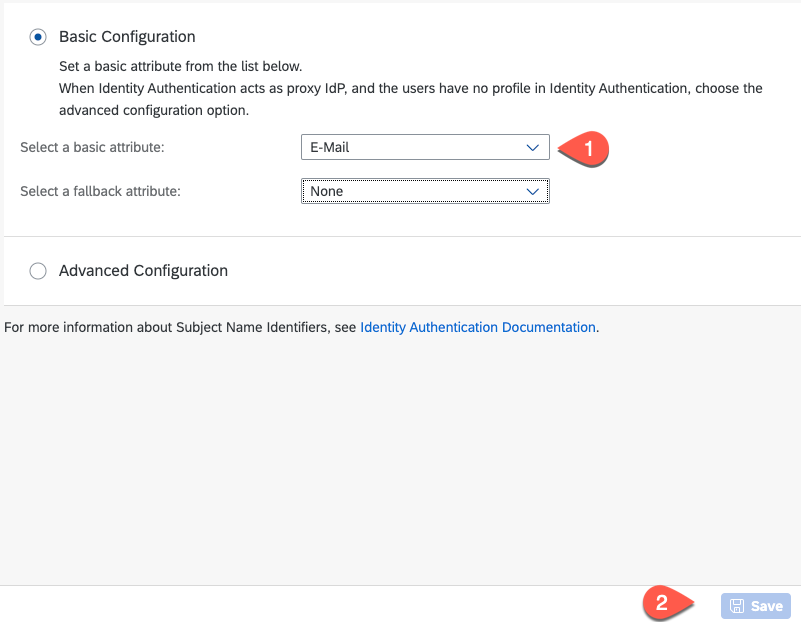 Basic Configuration
Set a basic attribute from the list below.
When Identity Authentication acts as proxy IdP, and the users have no profile in Identity Authentication, choose the
advanced configuration option.
Select a basic attribute: E-Mail 1
Select a fallback attribute: None
Advanced Configuration
For more information about Subject Name Identifiers, see Identity Authentication Documentation.
2 Save